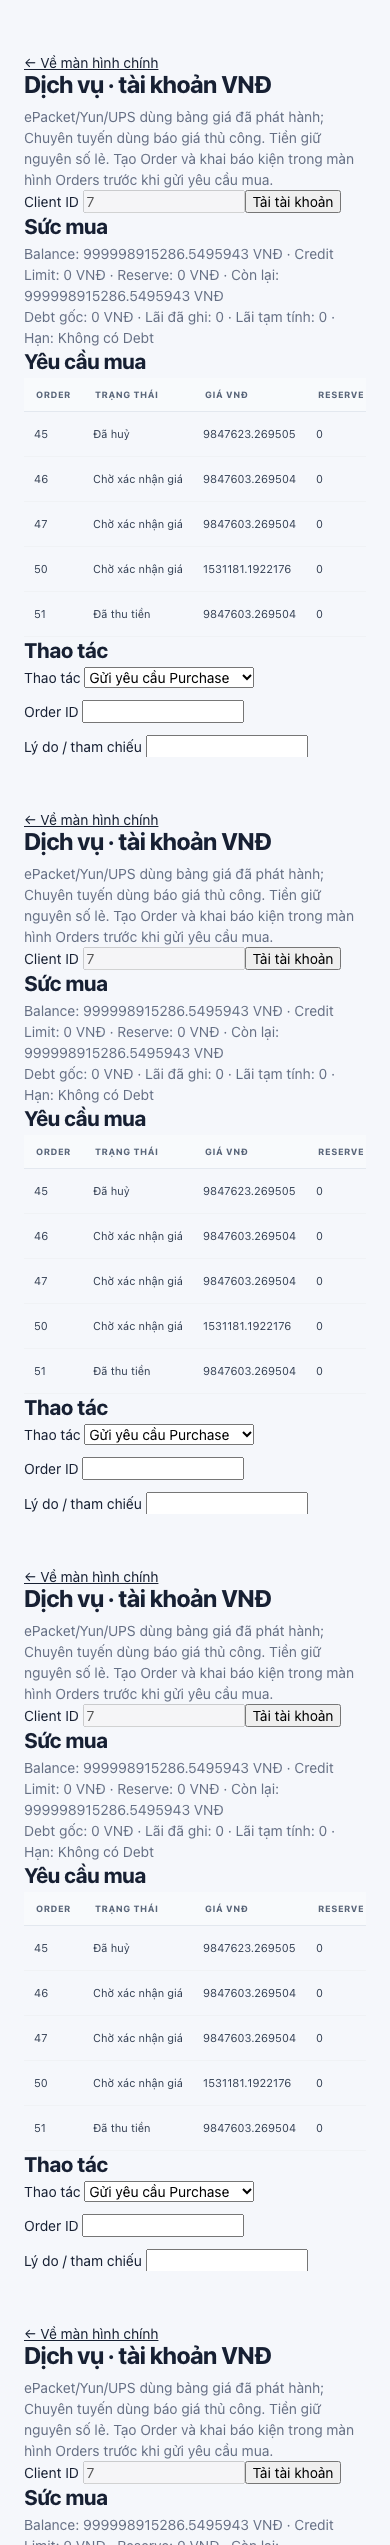 ← Về màn hình chính
Dịch vụ · tài khoản VNĐ
ePacket/Yun/UPS dùng bảng giá đã phát hành;
Chuyên tuyến dùng báo giá thủ công. Tiền giữ
nguyên số lẻ. Tạo Order và khai báo kiện trong màn
hình Orders trước khi gửi yêu cầu mua.
Client ID 7 Tải tài khoản
Sức mua
Balance: 999998915286.5495943 VNĐ · Credit
Limit: 0 VNĐ · Reserve: 0 VNĐ · Còn lại:
999998915286.5495943 VNĐ
Debt gốc: 0 VNĐ · Lãi đã ghi: 0 · Lãi tạm tính: 0 ·
Hạn: Không có Debt
Yêu cầu mua
ORDER TRẠNG THÁI GIÁ VNĐ RESERVE
45 Đã huỷ 9847623.269505 0
46 Chờ xác nhận giá 9847603.269504 0
47 Chờ xác nhận giá 9847603.269504 0
50 Chờ xác nhận giá 1531181.1922176 0
51 Đã thu tiền 9847603.269504 0
Thao tác
Thao tác Gửi yêu cầu Purchase
Order ID
Lý do / tham chiếu
← Về màn hình chính
Dịch vụ · tài khoản VNĐ
ePacket/Yun/UPS dùng bảng giá đã phát hành;
Chuyên tuyến dùng báo giá thủ công. Tiền giữ
nguyên số lẻ. Tạo Order và khai báo kiện trong màn
hình Orders trước khi gửi yêu cầu mua.
Client ID 7 Tải tài khoản
Sức mua
Balance: 999998915286.5495943 VNĐ · Credit
Limit: 0 VNĐ · Reserve: 0 VNĐ · Còn lại:
999998915286.5495943 VNĐ
Debt gốc: 0 VNĐ · Lãi đã ghi: 0 · Lãi tạm tính: 0 ·
Hạn: Không có Debt
Yêu cầu mua
ORDER TRẠNG THÁI GIÁ VNĐ RESERVE
45 Đã huỷ 9847623.269505 0
46 Chờ xác nhận giá 9847603.269504 0
47 Chờ xác nhận giá 9847603.269504 0
50 Chờ xác nhận giá 1531181.1922176 0
51 Đã thu tiền 9847603.269504 0
Thao tác
Thao tác Gửi yêu cầu Purchase
Order ID
Lý do / tham chiếu
← Về màn hình chính
Dịch vụ · tài khoản VNĐ
ePacket/Yun/UPS dùng bảng giá đã phát hành;
Chuyên tuyến dùng báo giá thủ công. Tiền giữ
nguyên số lẻ. Tạo Order và khai báo kiện trong màn
hình Orders trước khi gửi yêu cầu mua.
Client ID 7 Tải tài khoản
Sức mua
Balance: 999998915286.5495943 VNĐ · Credit
Limit: 0 VNĐ · Reserve: 0 VNĐ · Còn lại:
999998915286.5495943 VNĐ
Debt gốc: 0 VNĐ · Lãi đã ghi: 0 · Lãi tạm tính: 0 ·
Hạn: Không có Debt
Yêu cầu mua
ORDER TRẠNG THÁI GIÁ VNĐ RESERVE
45 Đã huỷ 9847623.269505 0
46 Chờ xác nhận giá 9847603.269504 0
47 Chờ xác nhận giá 9847603.269504 0
50 Chờ xác nhận giá 1531181.1922176 0
51 Đã thu tiền 9847603.269504 0
Thao tác
Thao tác Gửi yêu cầu Purchase
Order ID
Lý do / tham chiếu
← Về màn hình chính
Dịch vụ · tài khoản VNĐ
ePacket/Yun/UPS dùng bảng giá đã phát hành;
Chuyên tuyến dùng báo giá thủ công. Tiền giữ
nguyên số lẻ. Tạo Order và khai báo kiện trong màn
hình Orders trước khi gửi yêu cầu mua.
Client ID 7 Tải tài khoản
Sức mua
Balance: 999998915286.5495943 VNĐ · Credit